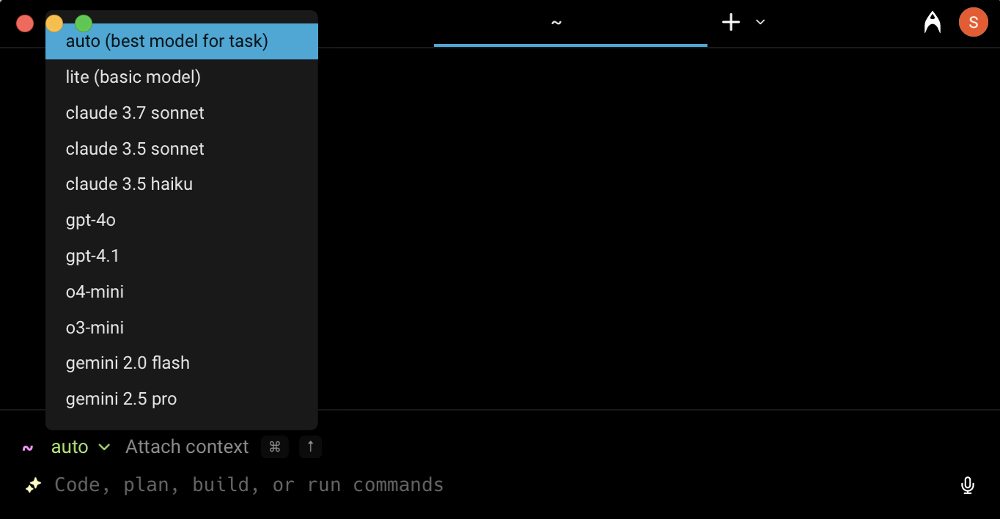 ~
S
auto (best model for task)
lite (basic model)
claude 3.7 sonnet
claude 3.5 sonnet
claude 3.5 haiku
gpt-4o
gpt-4.1
o4-mini
o3-mini
gemini 2.0 flash
gemini 2.5 pro
~ auto Attach context ⌘ ↑
Code, plan, build, or run commands